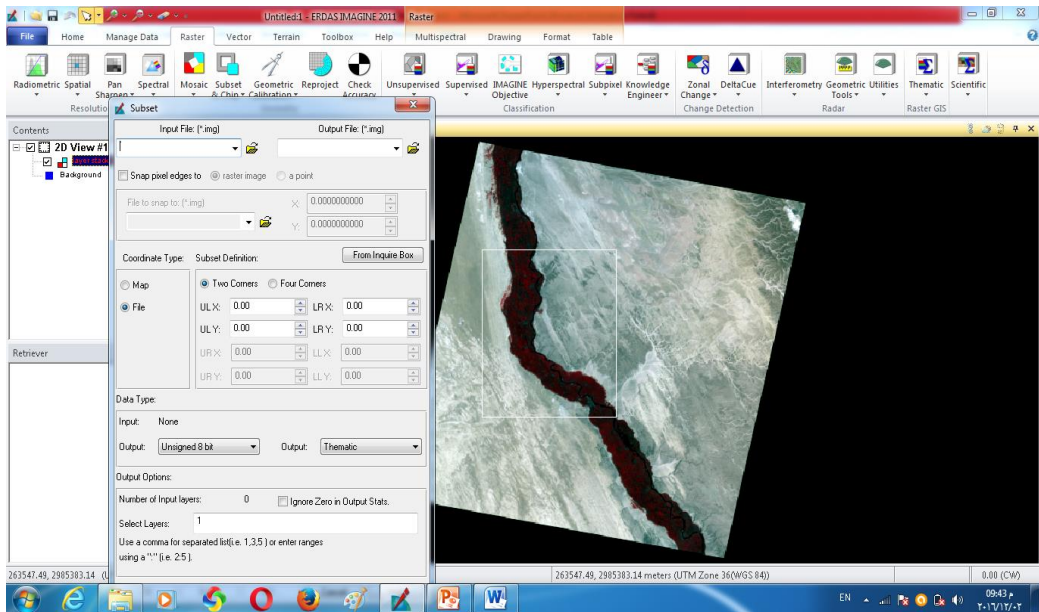 Untitled:1 - ERDAS IMAGINE 2011 Raster
File Home Manage Data Raster Vector Terrain Toolbox Help Multispectral Drawing Format Table
Radiometric Spatial Pan Sharpen Spectral Mosaic Subset & Chip Geometric Calibration Reproject Check Accuracy Unsupervised Supervised IMAGINE Objective Hyperspectral Subpixel Knowledge Engineer Zonal Change DeltaCue Interferometry Geometric Tools Utilities Thematic Scientific
Resolutio Classification Change Detection Radar Raster GIS
Subset
Contents
2D View #1
Background
Retriever
Input File: (*.img) Output File: (*.img)
Snap pixel edges to raster image a point
File to snap to: (*.img) X: 0.0000000000
Y: 0.0000000000
Coordinate Type: Subset Definition: From Inquire Box
Map Two Corners Four Corners
File UL X: 0.00 LR X: 0.00
UL Y: 0.00 LR Y: 0.00
UR X: 0.00 LL X: 0.00
UR Y: 0.00 LL Y: 0.00
Data Type:
Input: None
Output: Unsigned 8 bit Output: Thematic
Output Options:
Number of Input layers: 0 Ignore Zero in Output Stats.
Select Layers: 1
Use a comma for separated list(i.e. 1,3,5 ) or enter ranges
using a ":" (i.e. 2:5 ).
263547.49, 2985383.14 (U 263547.49, 2985383.14 meters (UTM Zone 36(WGS 84)) 0.00 (CW)
EN 09:43 م
٢٠١٦/١٢/٠٢